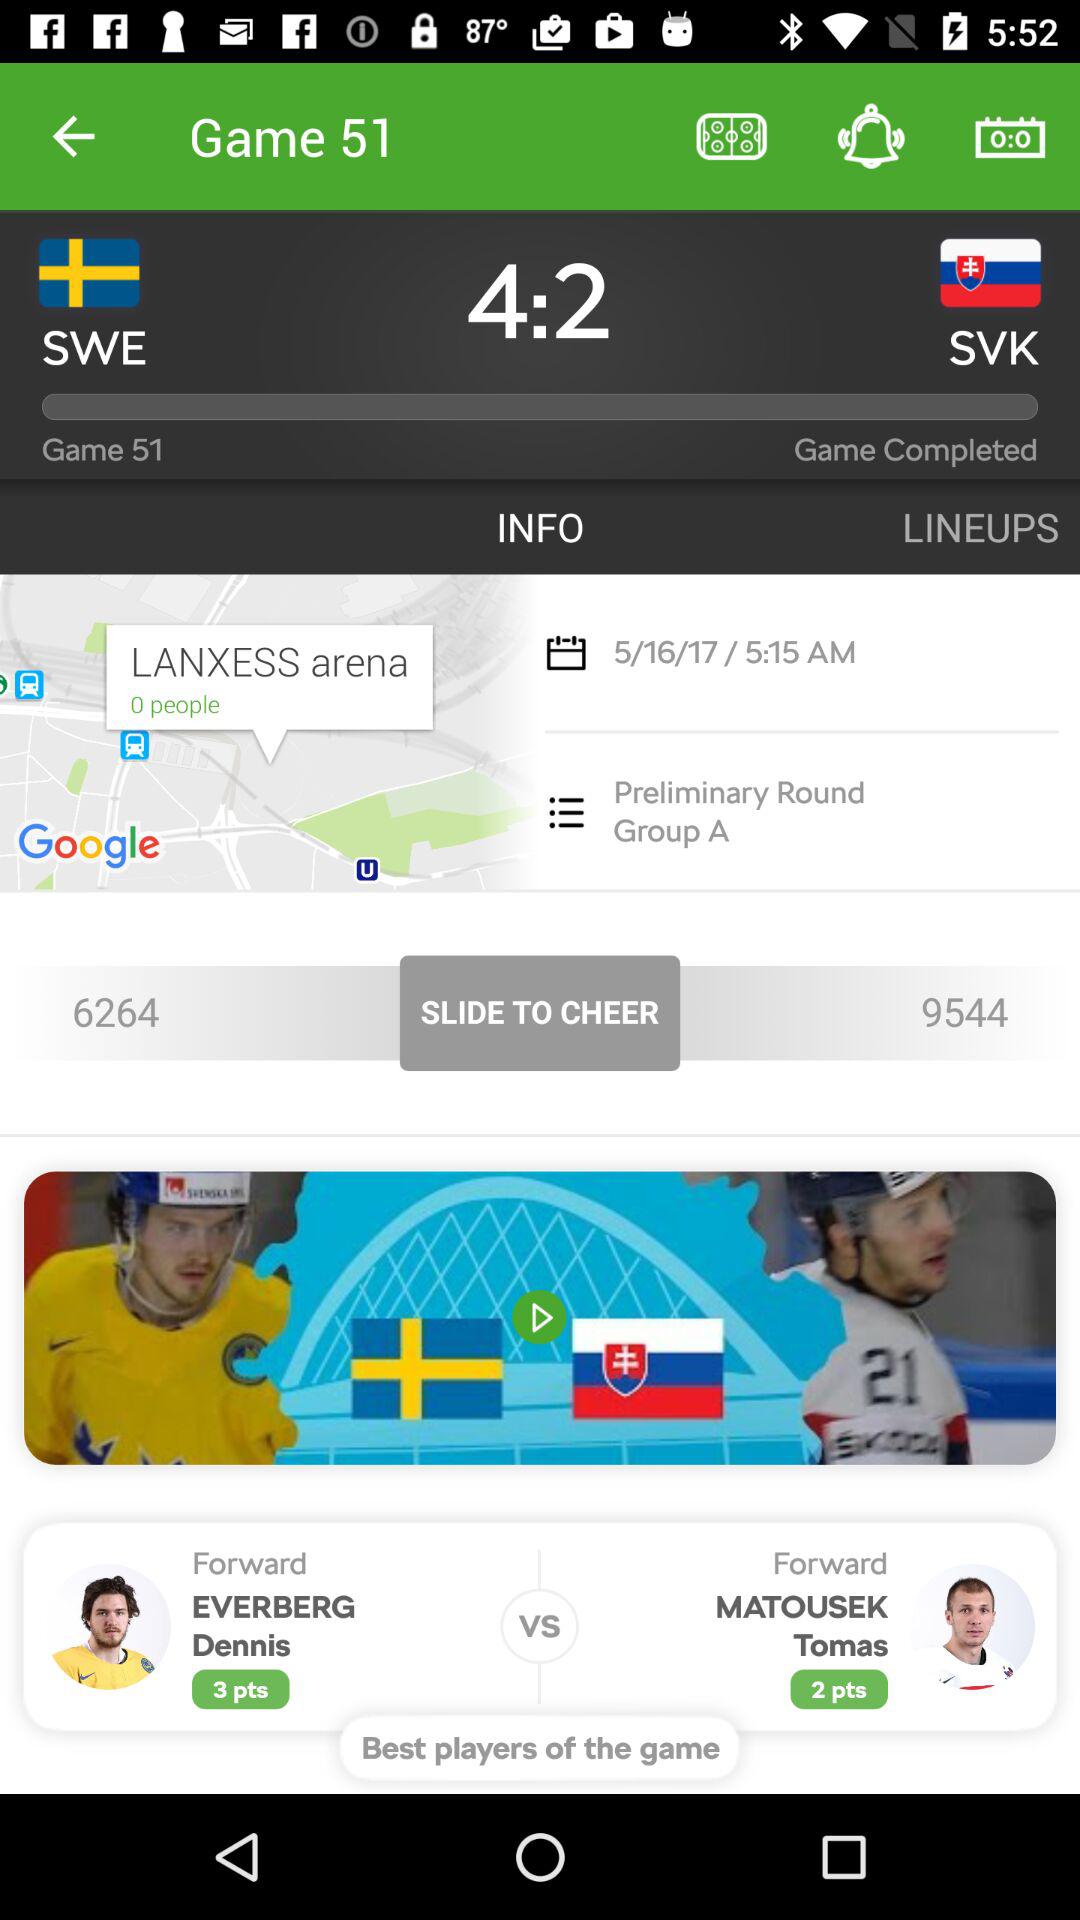 87° 5:52
Game 51 0:0
4:2
SWE SVK
Game 51 Game Completed
INFO LINEUPS
LANXESS arena
0 people
5/16/17 / 5:15 AM
Preliminary Round
Group A
Google
U
6264 SLIDE TO CHEER 9544
SVENSKA
21
ŠKODA
Forward Forward
EVERBERG VS MATOUSEK
Dennis Tomas
3 pts 2 pts
Best players of the game